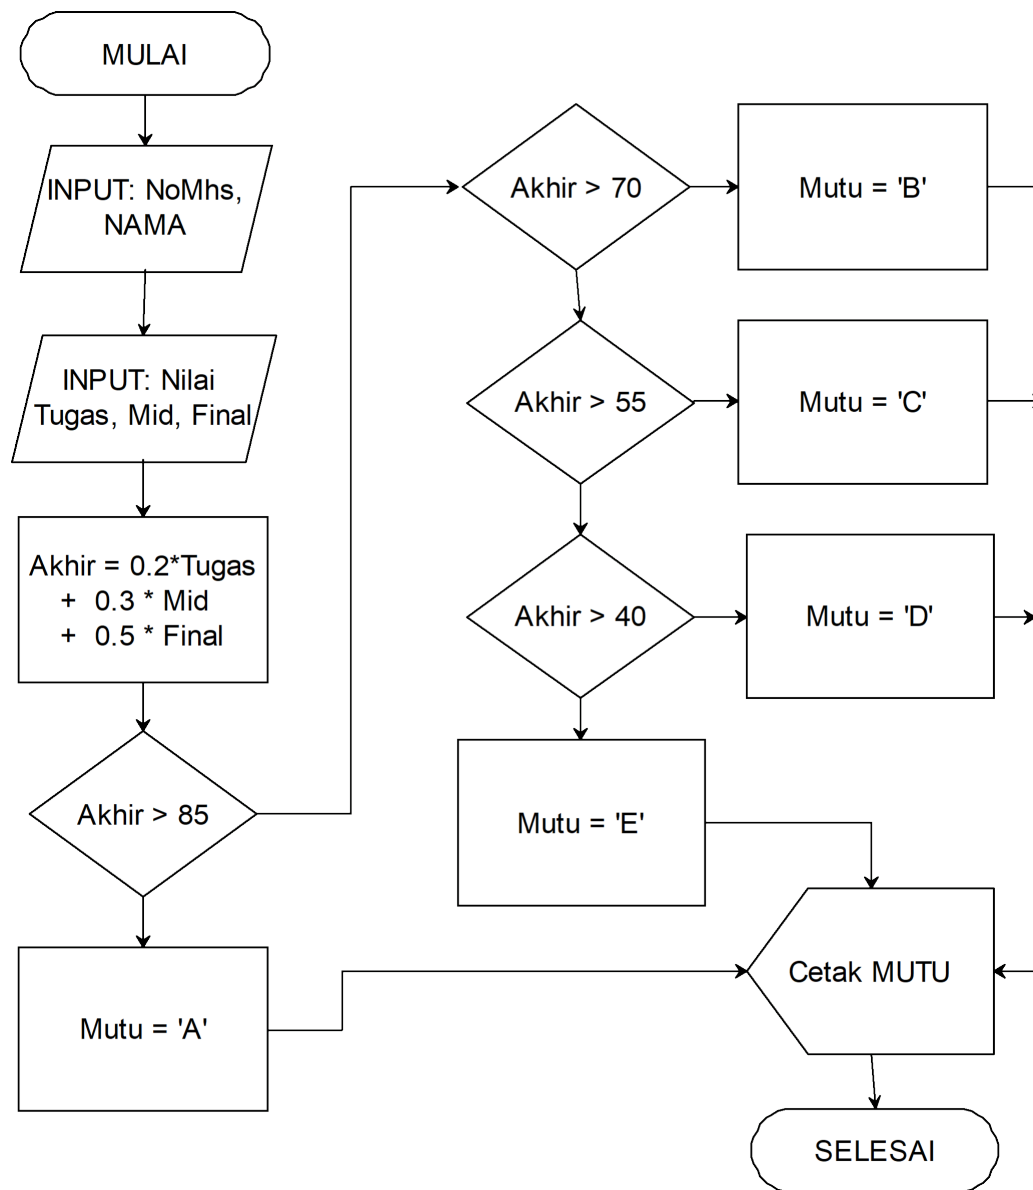 MULAI
INPUT: NoMhs,
NAMA
INPUT: Nilai
Tugas, Mid, Final
Akhir = 0.2*Tugas
+ 0.3 * Mid
+ 0.5 * Final
Akhir > 85
Mutu = 'A'
Akhir > 70
Mutu = 'B'
Akhir > 55
Mutu = 'C'
Akhir > 40
Mutu = 'D'
Mutu = 'E'
Cetak MUTU
SELESAI